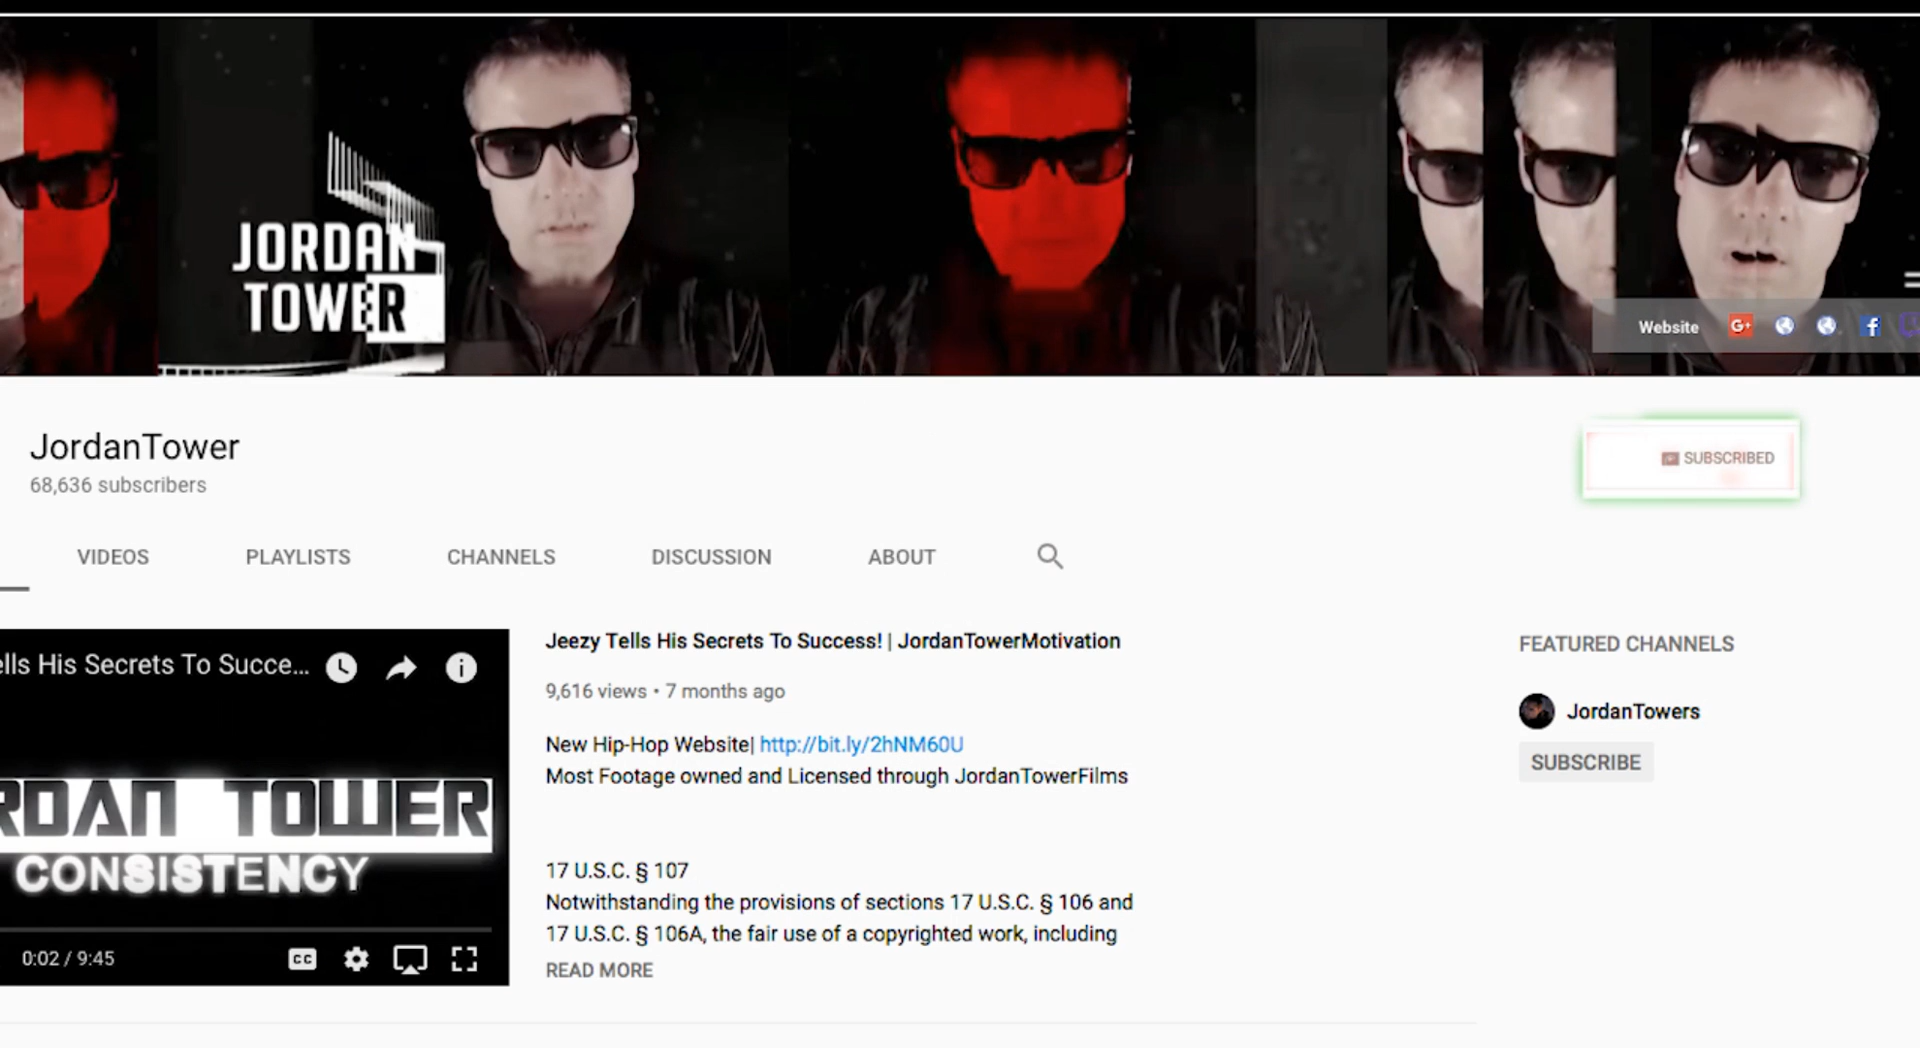 JORDAN
TOWER
Website
JordanTower
68,636 subscribers
SUBSCRIBED
VIDEOS PLAYLISTS CHANNELS DISCUSSION ABOUT
ells His Secrets To Succe...
RDAN TOWER
CONSISTENCY
0:02 / 9:45
CC
Jeezy Tells His Secrets To Success! | JordanTowerMotivation
9,616 views • 7 months ago
New Hip-Hop Website| http://bit.ly/2hNM60U
Most Footage owned and Licensed through JordanTowerFilms
17 U.S.C. § 107
Notwithstanding the provisions of sections 17 U.S.C. § 106 and
17 U.S.C. § 106A, the fair use of a copyrighted work, including
READ MORE
FEATURED CHANNELS
JordanTowers
SUBSCRIBE